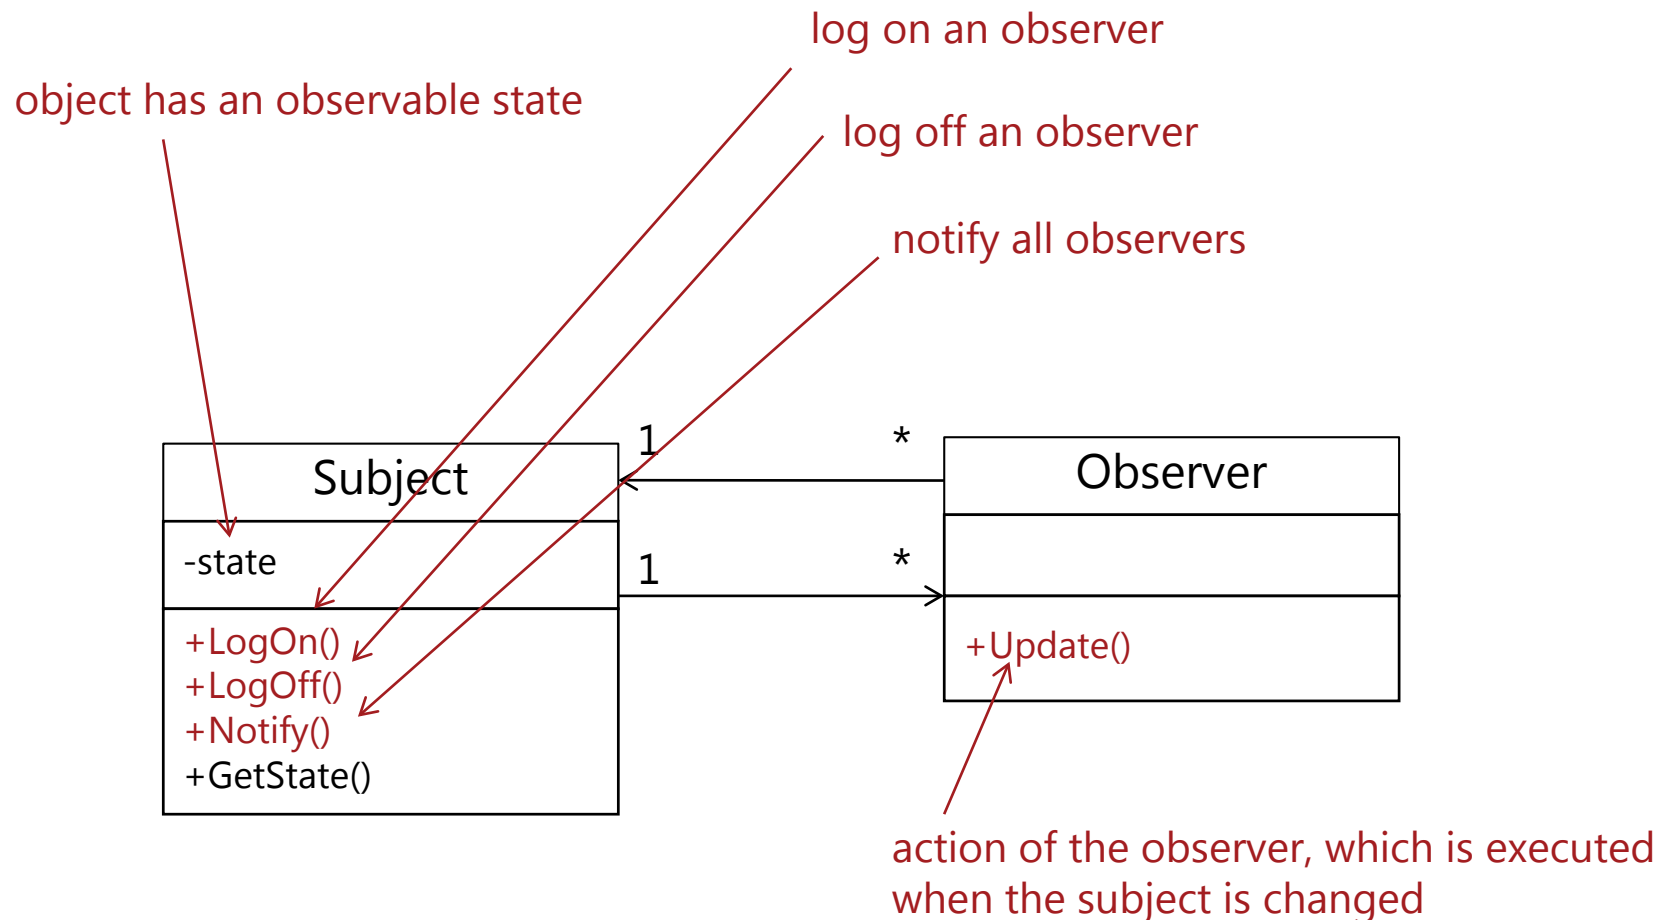 log on an observer
object has an observable state
log off an observer
notify all observers
1
*
Subject
Observer
-state
1
*
+LogOn()
+LogOff()
+Notify()
+GetState()
+Update()
action of the observer, which is executed
when the subject is changed